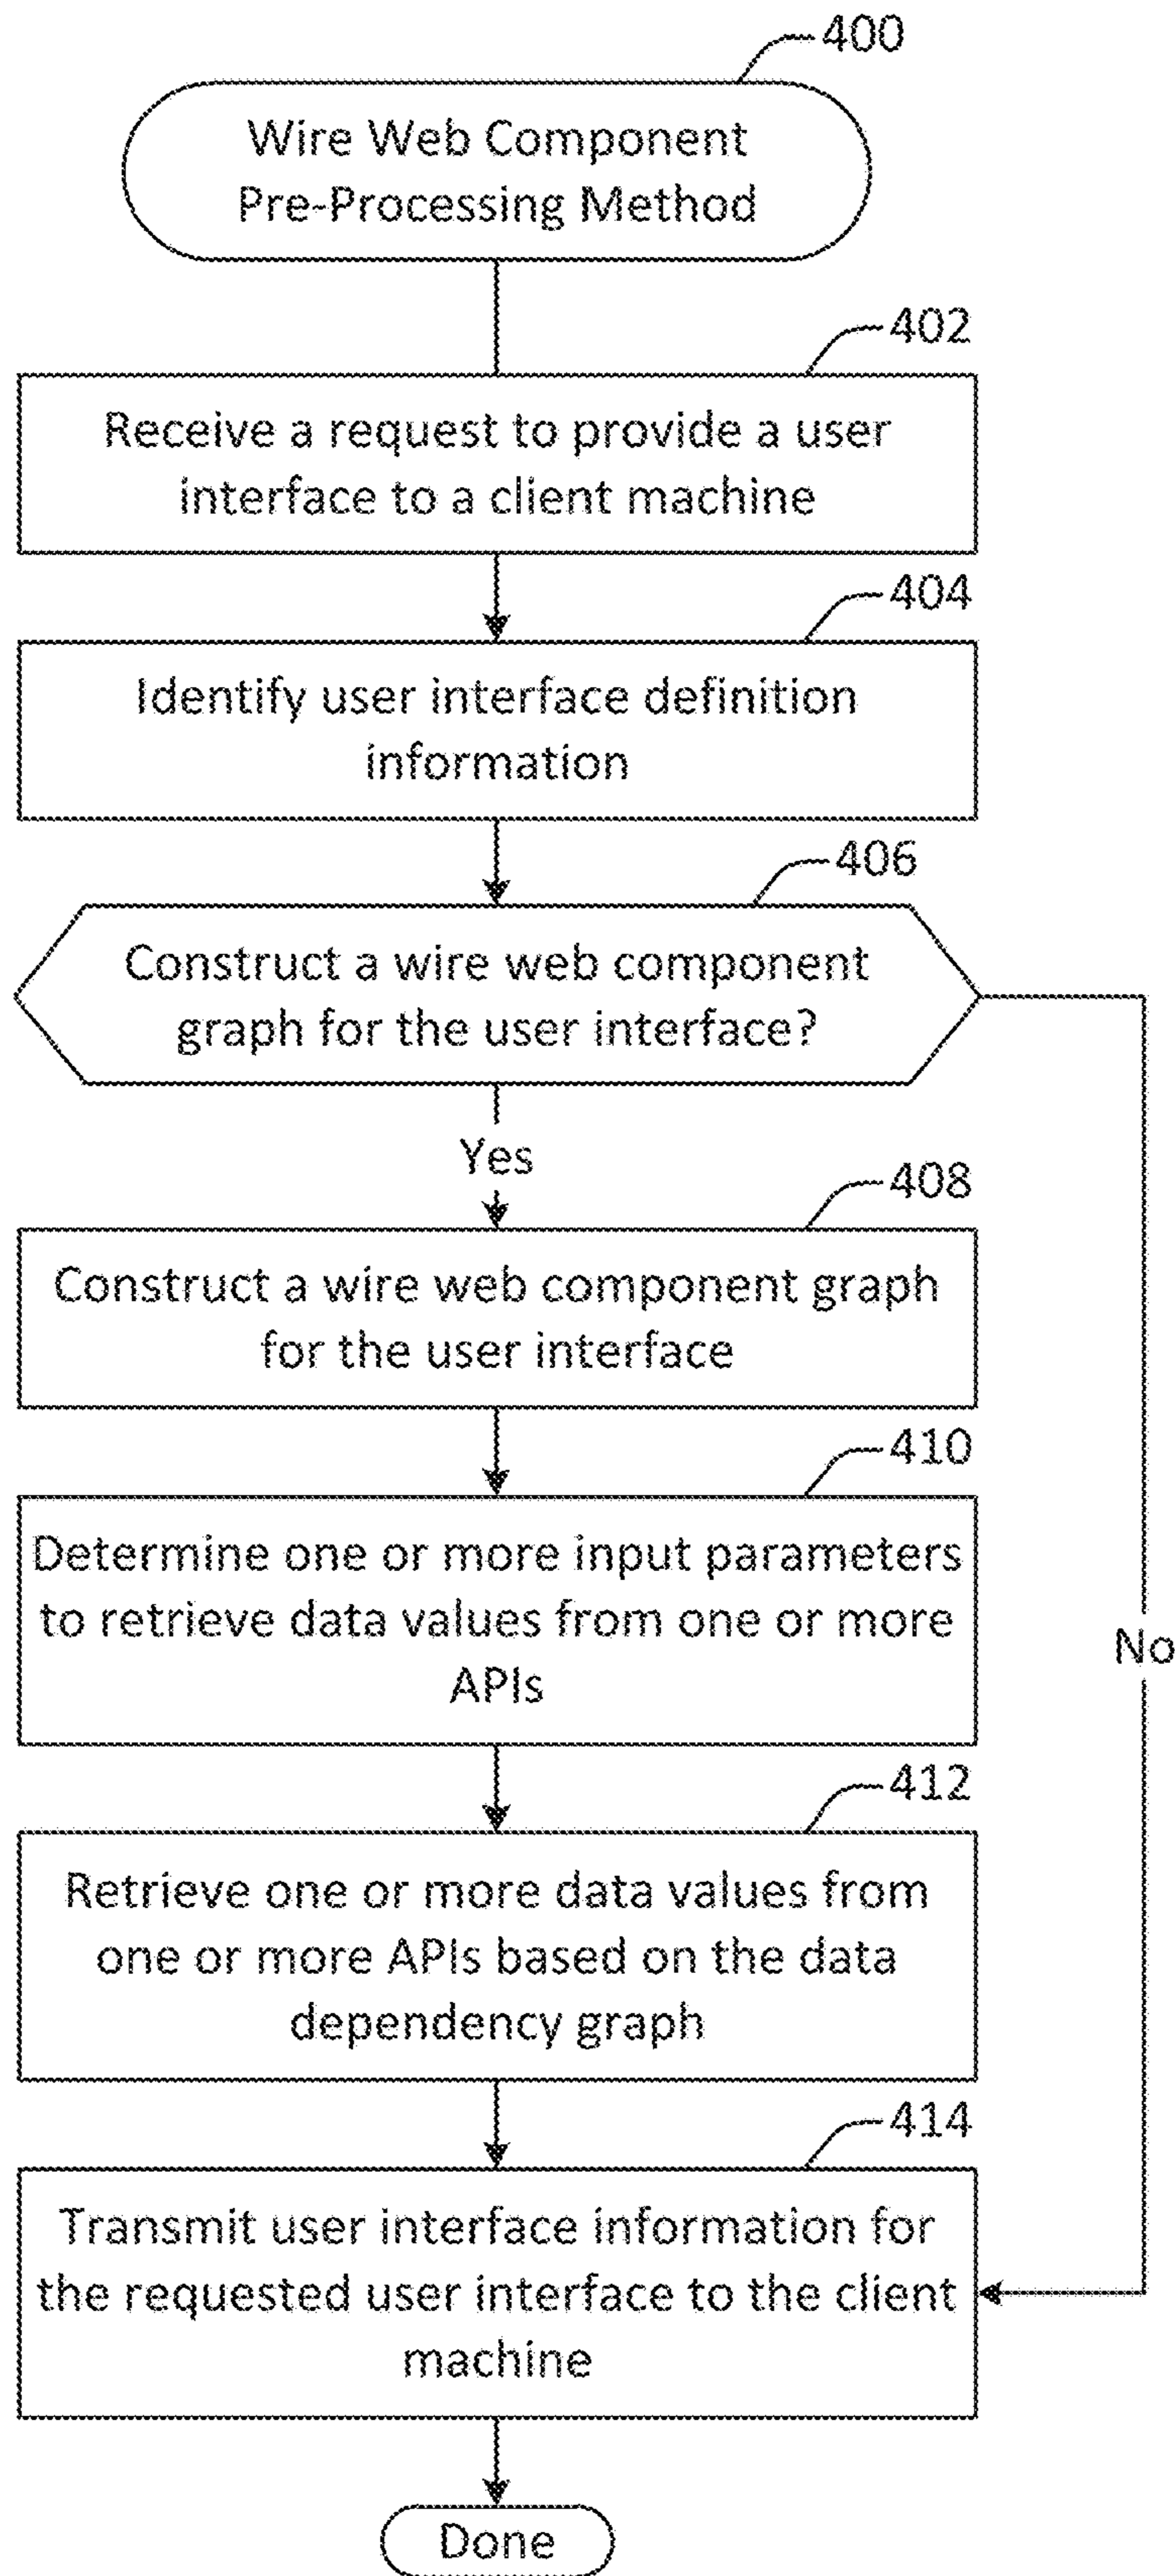 400
Wire Web Component
Pre-Processing Method
402
Receive a request to provide a user
interface to a client machine
404
Identify user interface definition
information
406
Construct a wire web component
graph for the user interface?
Yes
408
Construct a wire web component graph
for the user interface
410
Determine one or more input parameters
to retrieve data values from one or more
APIs
No
412
Retrieve one or more data values from
one or more APIs based on the data
dependency graph
414
Transmit user interface information for
the requested user interface to the client
machine
Done